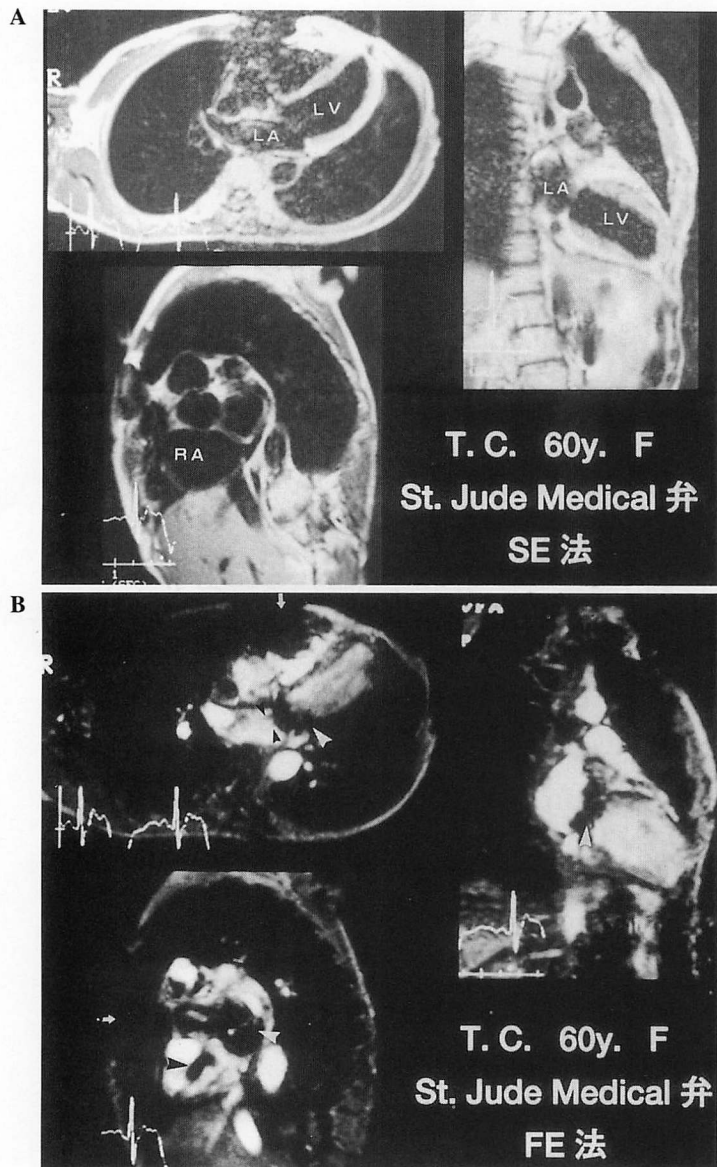 A
R
LV
LA
LA
LV
RA
T. C. 60y. F
St. Jude Medical 弁
SE 法
B
R
T. C. 60y. F
St. Jude Medical 弁
FE 法